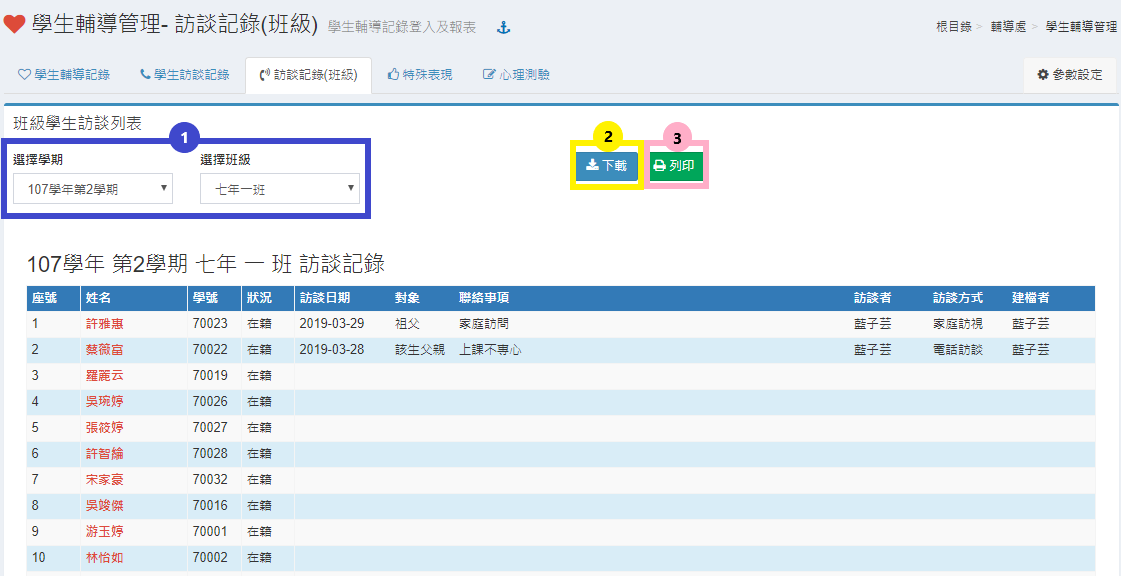 學生輔導管理- 訪談記錄(班級) 學生輔導記錄登入及報表
根目錄 > 輔導處 > 學生輔導管理
學生輔導記錄 學生訪談記錄 訪談記錄(班級) 特殊表現 心理測驗 參數設定
班級學生訪談列表
1 2 3
選擇學期 選擇班級
107學年第2學期 七年一班
下載 列印
107學年 第2學期 七年 一 班 訪談記錄
座號 姓名 學號 狀況 訪談日期 對象 聯絡事項 訪談者 訪談方式 建檔者
1 許雅惠 70023 在籍 2019-03-29 祖父 家庭訪問 藍子芸 家庭訪視 藍子芸
2 蔡薇富 70022 在籍 2019-03-28 該生父親 上課不專心 藍子芸 電話訪談 藍子芸
3 羅麗云 70019 在籍
4 吳琬婷 70026 在籍
5 張筱婷 70027 在籍
6 許智綸 70028 在籍
7 宋家豪 70032 在籍
8 吳竣傑 70016 在籍
9 游玉婷 70001 在籍
10 林怡如 70002 在籍